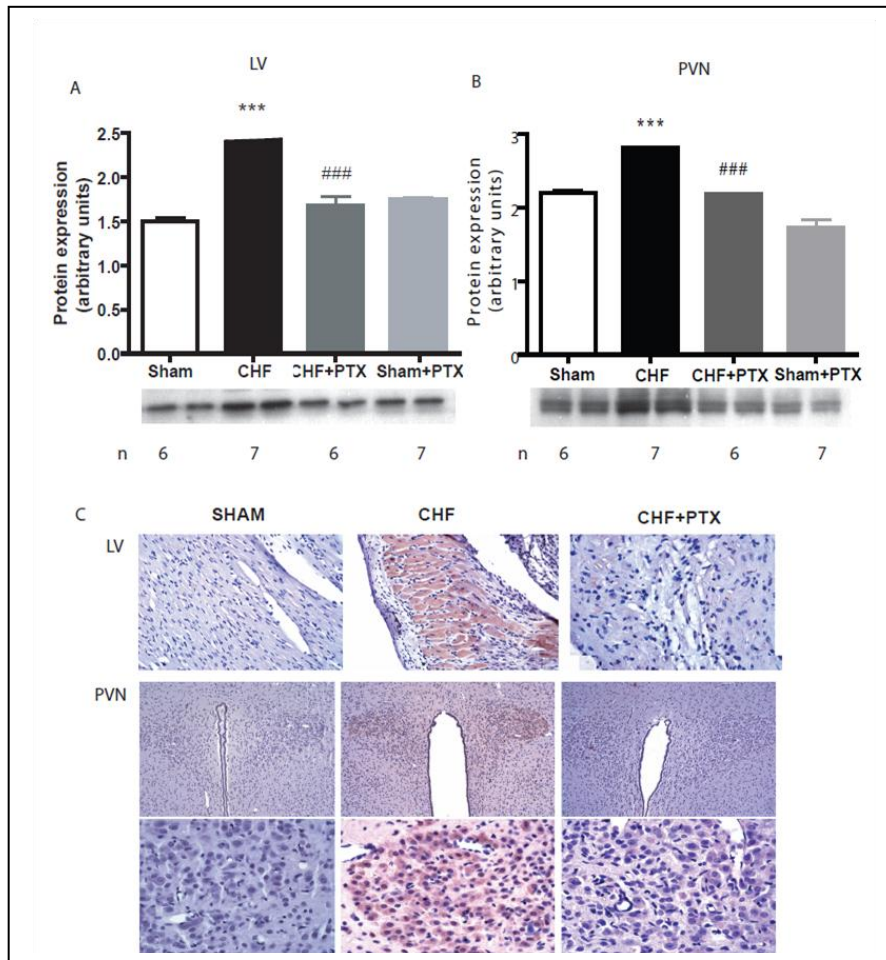 LV
A
***
###
Protein expression
(arbitrary units)
2.5
2.0
1.5
1.0
0.5
0.0
Sham CHF CHF+PTX Sham+PTX
n 6 7 6 7
PVN
B
***
###
Protein expression
(arbitrary units)
3
2
1
0
Sham CHF CHF+PTX Sham+PTX
n 6 7 6 7
C
SHAM CHF CHF+PTX
LV
PVN